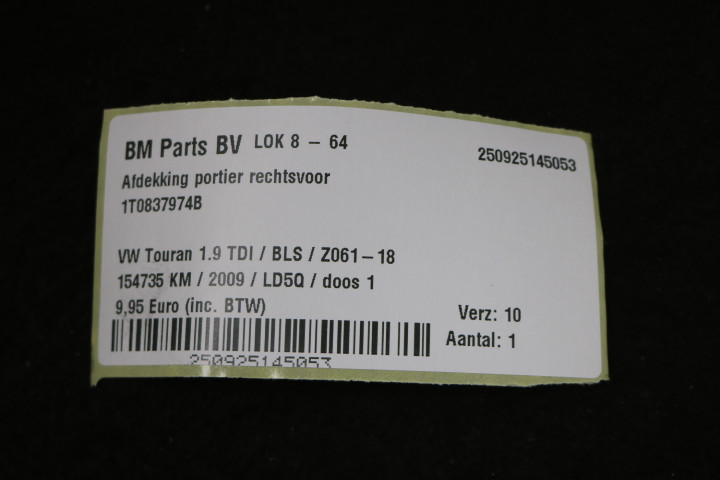 BM Parts BV LOK 8 - 64
250925145053
Afdekking portier rechtsvoor
1T0837974B
VW Touran 1.9 TDI / BLS / Z061-18
154735 KM / 2009 / LD5Q / doos 1
9,95 Euro (inc. BTW)
Verz: 10
Aantal: 1
250925145053